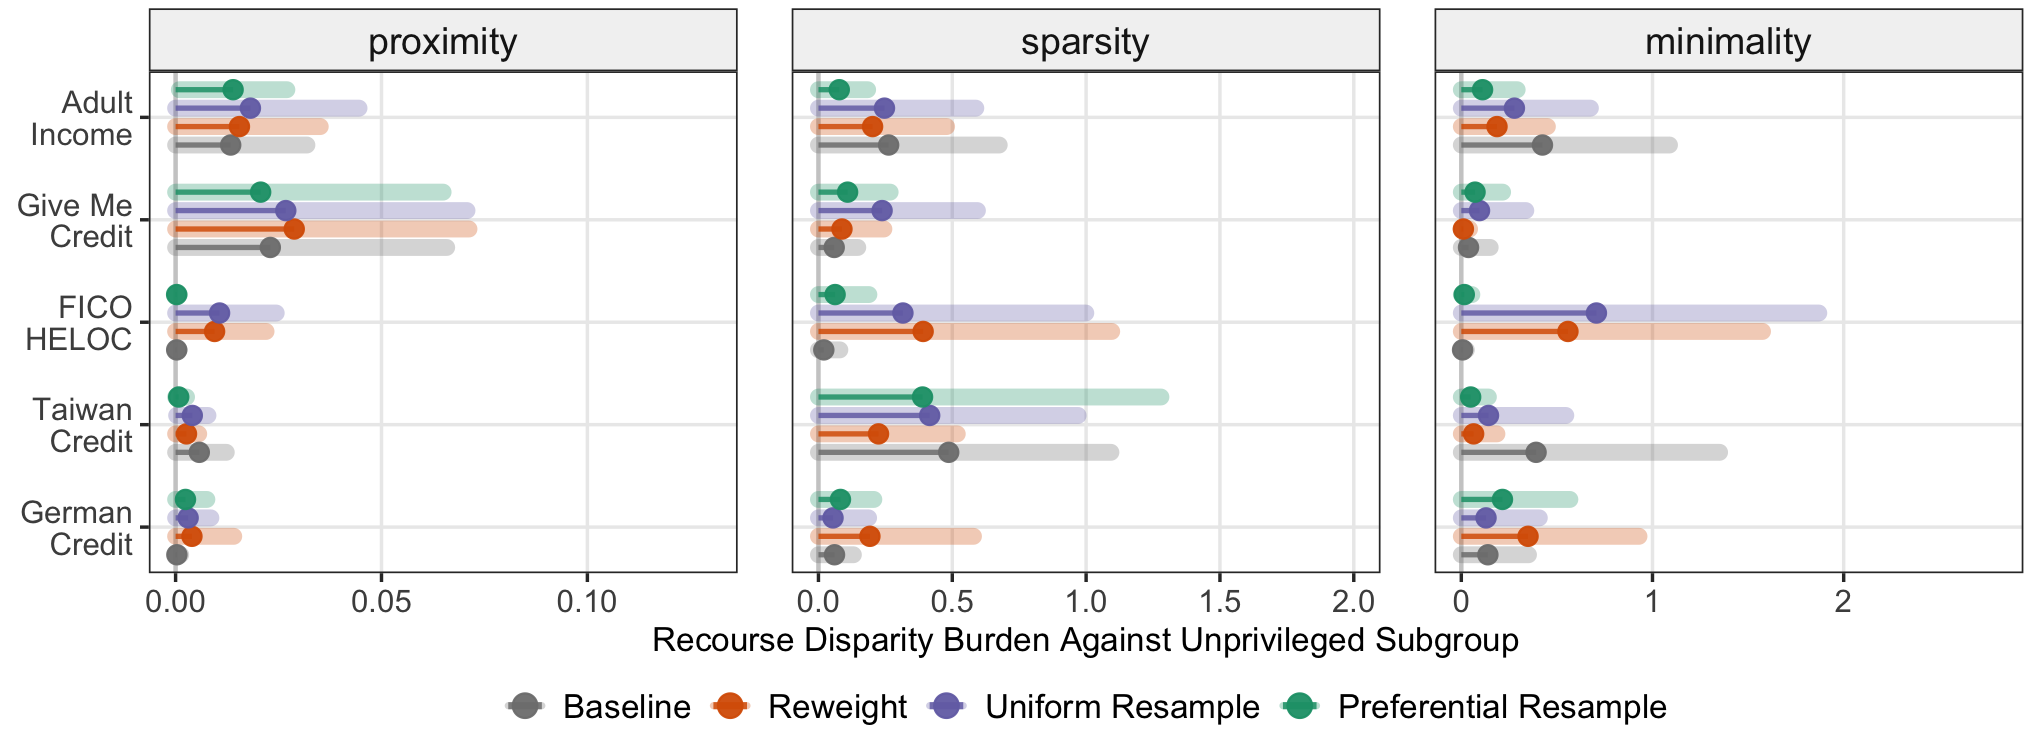 proximity sparsity minimality
Adult
Income
Give Me
Credit
FICO
HELOC
Taiwan
Credit
German
Credit
0.00 0.05 0.10 0.0 0.5 1.0 1.5 2.0 0 1 2
Recourse Disparity Burden Against Unprivileged Subgroup
Baseline Reweight Uniform Resample Preferential Resample